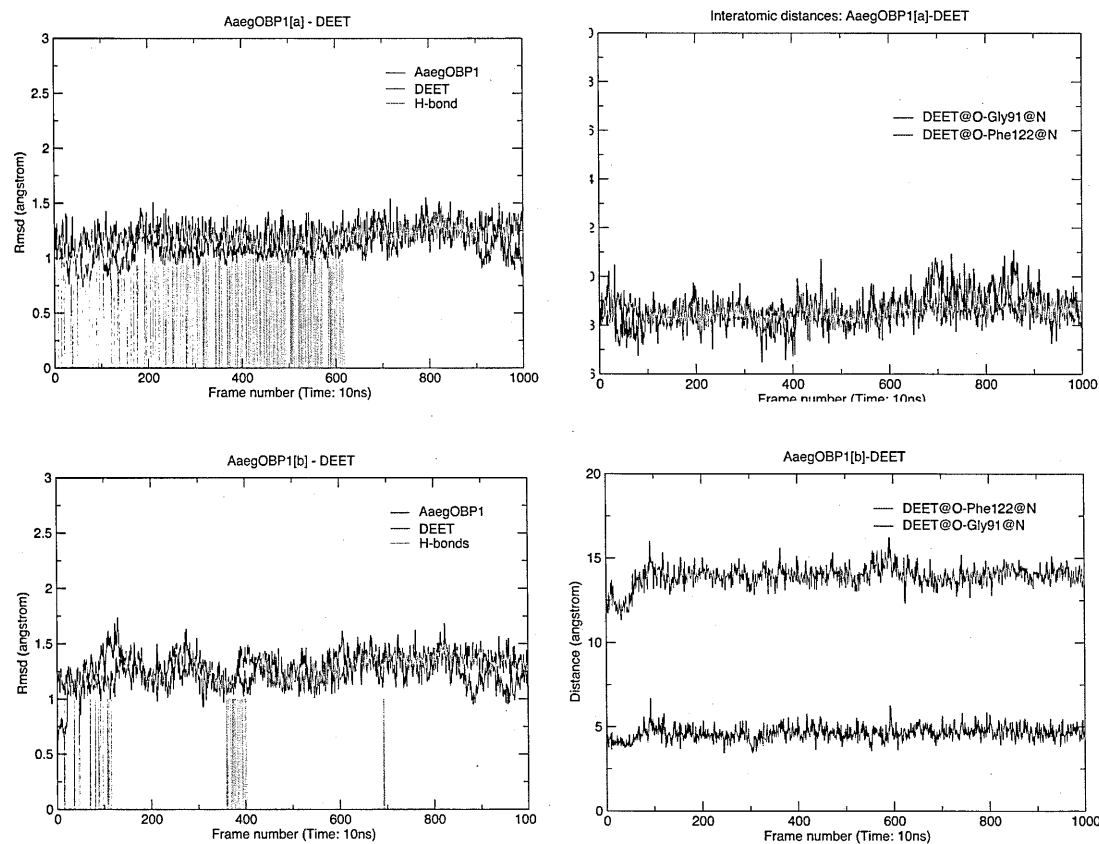 AaegOBP1[a] - DEET
3
2.5
2
1.5
1
0.5
0
Rmsd (angstrom)
AaegOBP1
DEET
H-bond
0 200 400 600 800 1000
Frame number (Time: 10ns)
Interatomic distances: AaegOBP1[a]-DEET
DEET@O-Gly91@N
DEET@O-Phe122@N
0 200 400 600 800 1000
Frame number (Time: 10ns)
AaegOBP1[b] - DEET
3
2.5
2
1.5
1
0.5
0
Rmsd (angstrom)
AaegOBP1
DEET
H-bonds
0 200 400 600 800 100
Frame number (Time: 10ns)
AaegOBP1[b]-DEET
20
15
10
5
0
Distance (angstrom)
DEET@O-Phe122@N
DEET@O-Gly91@N
0 200 400 600 800 1000
Frame number (Time: 10ns)